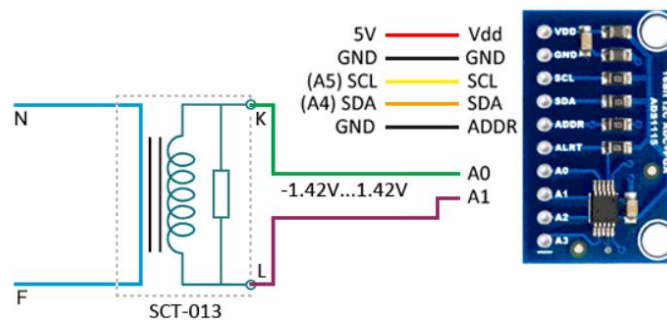 5V Vdd
GND GND
(A5) SCL SCL
(A4) SDA SDA
GND ADDR
N
K
A0
-1.42V...1.42V
A1
L
F
SCT-013
VDD
GND
SCL
SDA
ADDR
ALRT
A0
A1
A2
A3
ADS1115